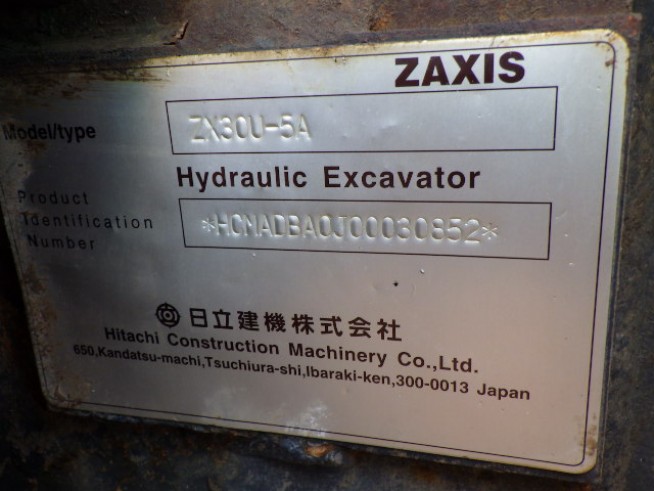 ZAXIS
Model/type ZX30U-5A
Hydraulic Excavator
Product
Identification
Number
*HCMADBA0J00030852*
日立建機株式会社
Hitachi Construction Machinery Co.,Ltd.
650,Kandatsu-machi,Tsuchiura-shi,Ibaraki-ken,300-0013 Japan